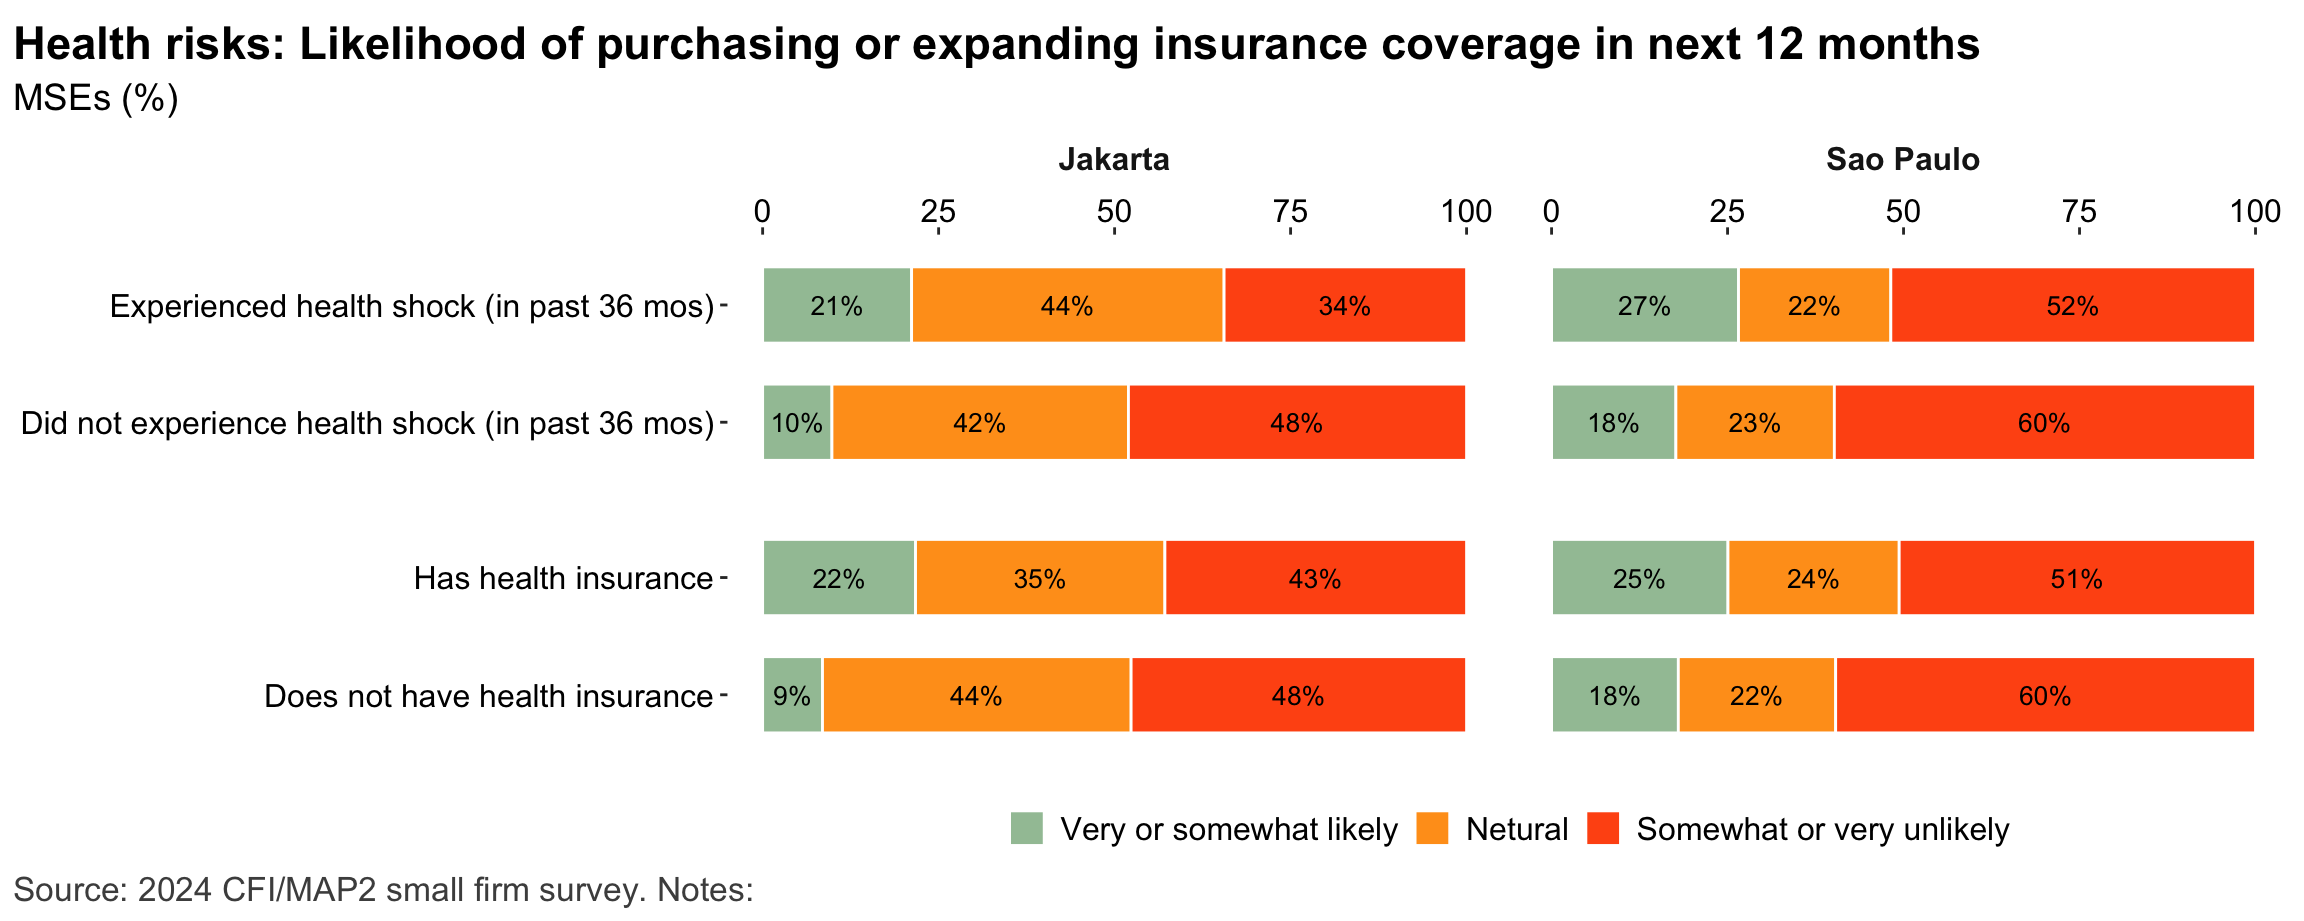 Health risks: Likelihood of purchasing or expanding insurance coverage in next 12 months
MSEs (%)
Jakarta
Sao Paulo
0 25 50 75 100
0 25 50 75 100
Experienced health shock (in past 36 mos)
21% 44% 34%
27% 22% 52%
Did not experience health shock (in past 36 mos)
10% 42% 48%
18% 23% 60%
Has health insurance
22% 35% 43%
25% 24% 51%
Does not have health insurance
9% 44% 48%
18% 22% 60%
Very or somewhat likely
Netural
Somewhat or very unlikely
Source: 2024 CFI/MAP2 small firm survey. Notes: